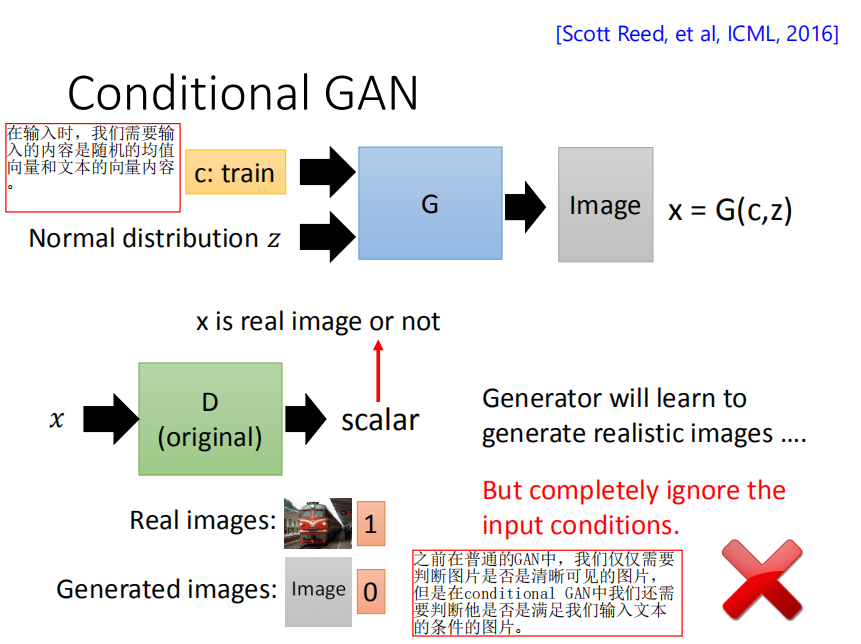 [Scott Reed, et al, ICML, 2016]
Conditional GAN
在输入时，我们需要输
入的内容是随机的均值
向量和文本的向量内容
。
c: train
G
Image
x = G(c,z)
Normal distribution z
x is real image or not
x
D
(original)
scalar
Generator will learn to
generate realistic images ….
But completely ignore the
input conditions.
Real images:
1
Generated images:
Image
0
之前在普通的GAN中，我们仅仅需要
判断图片是否是清晰可见的图片，
但是在conditional GAN中我们还需
要判断他是否是满足我们输入文本
的条件的图片。